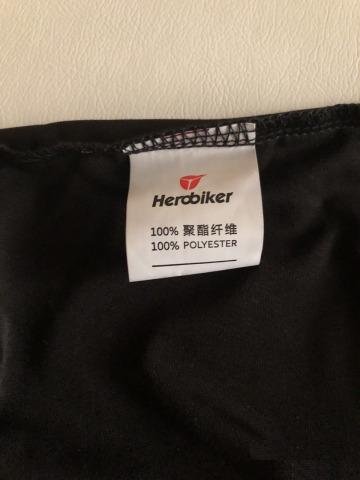 Herobiker
100% 聚酯纤维
100% POLYESTER